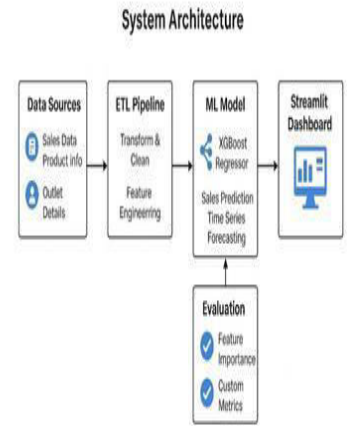 System Architecture
Data Sources
Sales Data
Product info
Outlet
Details
ETL Pipeline
Transform &
Clean
Feature
Engineering
ML Model
XGBoost
Regressor
Sales Prediction
Time Series
Forecasting
Streamlit
Dashboard
Evaluation
Feature
Importance
Custom
Metrics